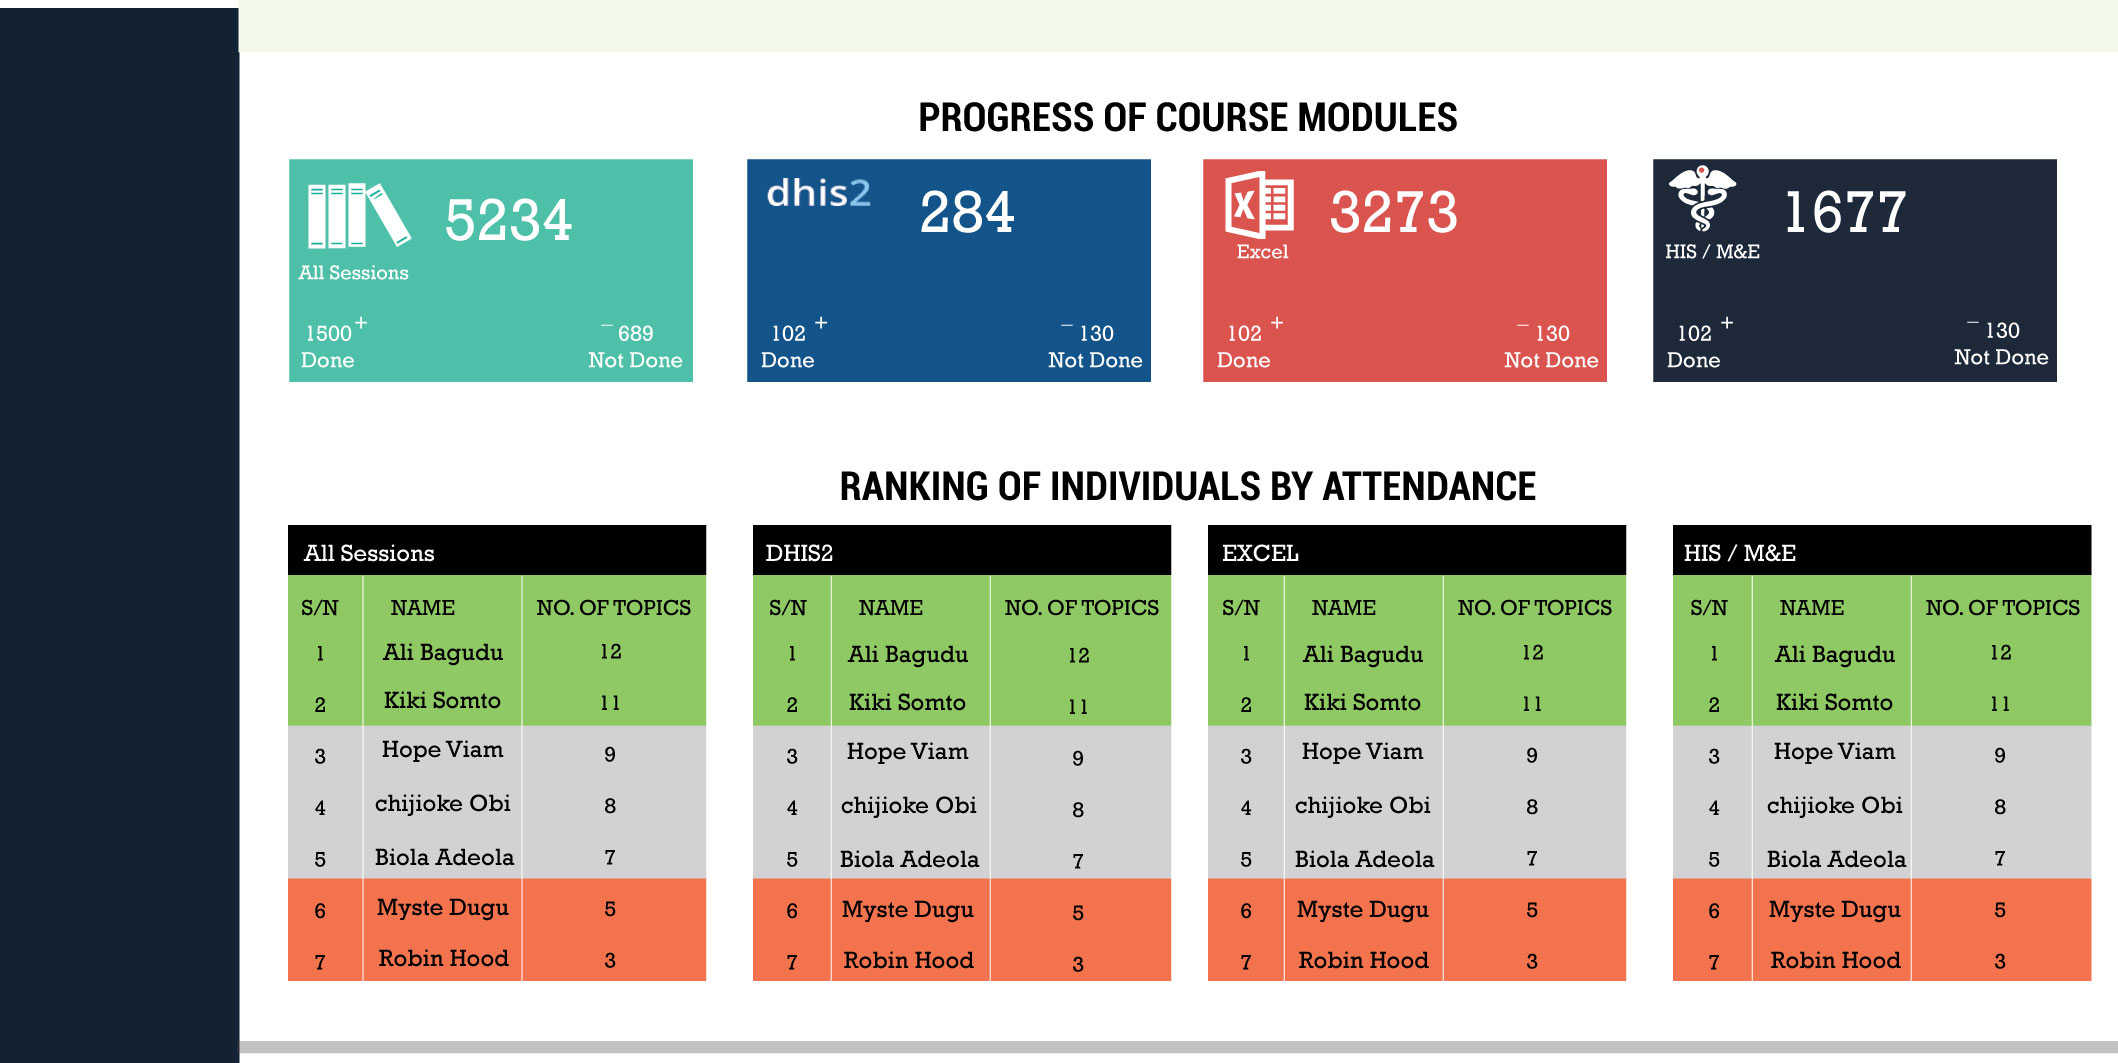 PROGRESS OF COURSE MODULES
5234
All Sessions
1500 +
Done
– 689
Not Done
dhis2
284
102 +
Done
– 130
Not Done
X
Excel
3273
102 +
Done
– 130
Not Done
HIS / M&E
1677
102 +
Done
– 130
Not Done
RANKING OF INDIVIDUALS BY ATTENDANCE
All Sessions
S/N NAME NO. OF TOPICS
1 Ali Bagudu 12
2 Kiki Somto 11
3 Hope Viam 9
4 chijioke Obi 8
5 Biola Adeola 7
6 Myste Dugu 5
7 Robin Hood 3
DHIS2
S/N NAME NO. OF TOPICS
1 Ali Bagudu 12
2 Kiki Somto 11
3 Hope Viam 9
4 chijioke Obi 8
5 Biola Adeola 7
6 Myste Dugu 5
7 Robin Hood 3
EXCEL
S/N NAME NO. OF TOPICS
1 Ali Bagudu 12
2 Kiki Somto 11
3 Hope Viam 9
4 chijioke Obi 8
5 Biola Adeola 7
6 Myste Dugu 5
7 Robin Hood 3
HIS / M&E
S/N NAME NO. OF TOPICS
1 Ali Bagudu 12
2 Kiki Somto 11
3 Hope Viam 9
4 chijioke Obi 8
5 Biola Adeola 7
6 Myste Dugu 5
7 Robin Hood 3